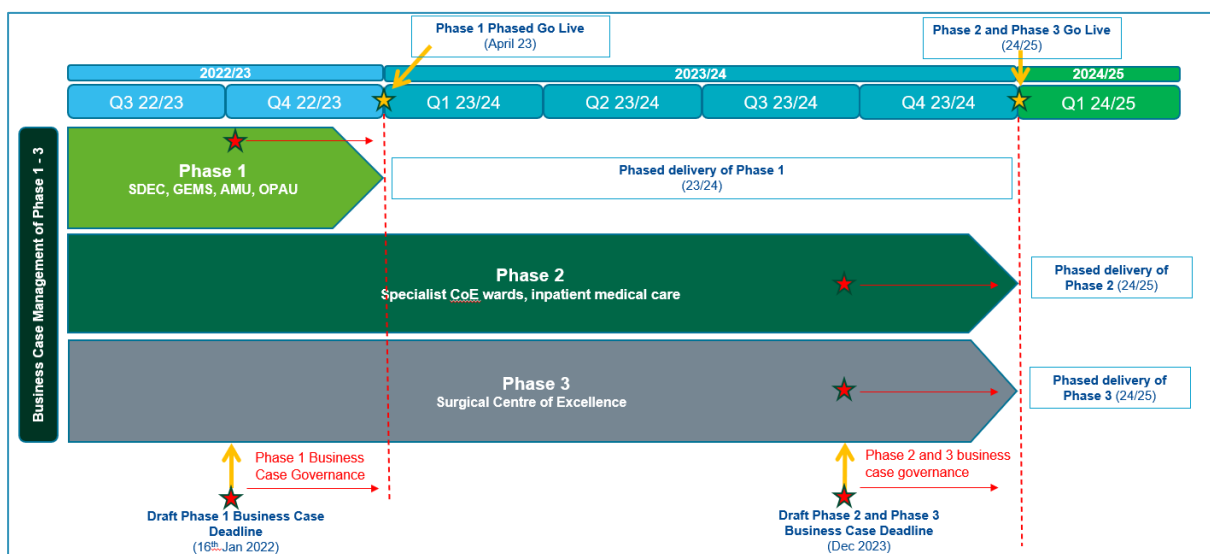 Phase 1 Phased Go Live
(April 23)
Phase 2 and Phase 3 Go Live
(24/25)
2022/23
2023/24
2024/25
Q3 22/23
Q4 22/23
Q1 23/24
Q2 23/24
Q3 23/24
Q4 23/24
Q1 24/25
Business Case Management of Phase 1 - 3
Phase 1
SDEC, GEMS, AMU, OPAU
Phased delivery of Phase 1
(23/24)
Phase 2
Specialist CoE wards, inpatient medical care
Phased delivery of
Phase 2 (24/25)
Phase 3
Surgical Centre of Excellence
Phased delivery of
Phase 3 (24/25)
Phase 1 Business
Case Governance
Phase 2 and 3 business
case governance
Draft Phase 1 Business Case
Deadline
(16th Jan 2022)
Draft Phase 2 and Phase 3
Business Case Deadline
(Dec 2023)